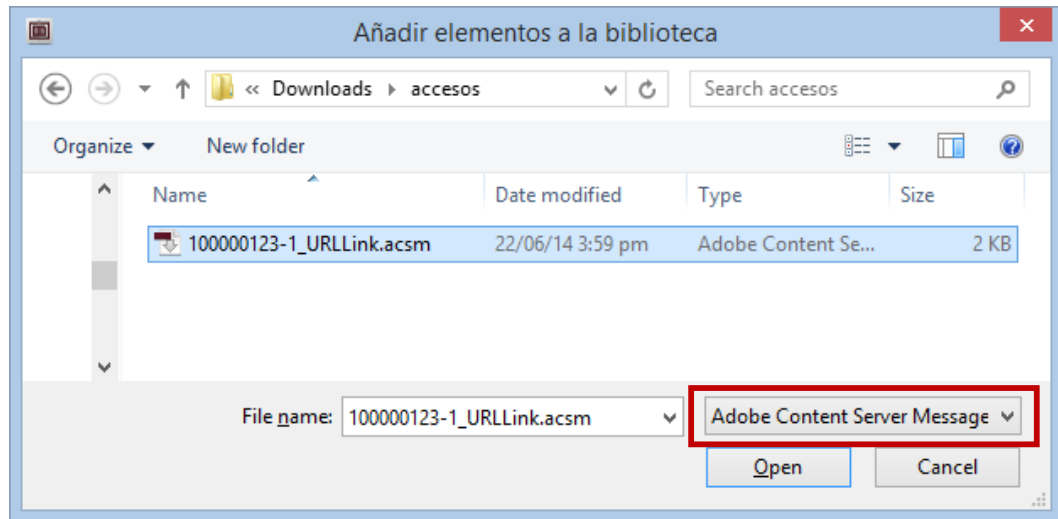 Añadir elementos a la biblioteca
« Downloads accesos Search accesos
Organize New folder
Name Date modified Type Size
100000123-1_URLLink.acsm 22/06/14 3:59 pm Adobe Content Se... 2 KB
File name: 100000123-1_URLLink.acsm Adobe Content Server Message
Open Cancel